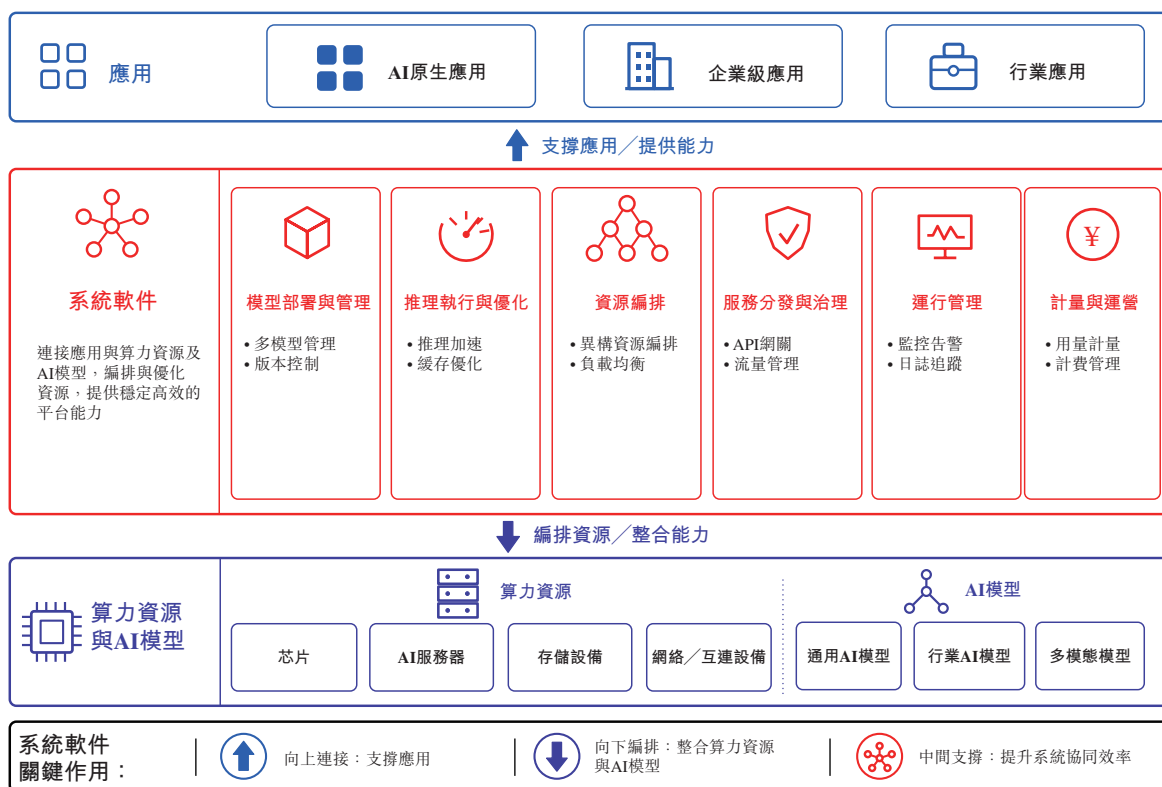 應用
AI原生應用
企業級應用
行業應用
支撐應用／提供能力
系統軟件
連接應用與算力資源及
AI模型，編排與優化
資源，提供穩定高效的
平台能力
模型部署與管理
• 多模型管理
• 版本控制
推理執行與優化
• 推理加速
• 緩存優化
資源編排
• 異構資源編排
• 負載均衡
服務分發與治理
• API網關
• 流量管理
運行管理
• 監控告警
• 日誌追蹤
¥
計量與運營
• 用量計量
• 計費管理
編排資源／整合能力
算力資源
與AI模型
算力資源
芯片
AI服務器
存儲設備
網絡／互連設備
AI模型
通用AI模型
行業AI模型
多模態模型
系統軟件
關鍵作用：
向上連接：支撐應用
向下編排：整合算力資源
與AI模型
中間支撐：提升系統協同效率